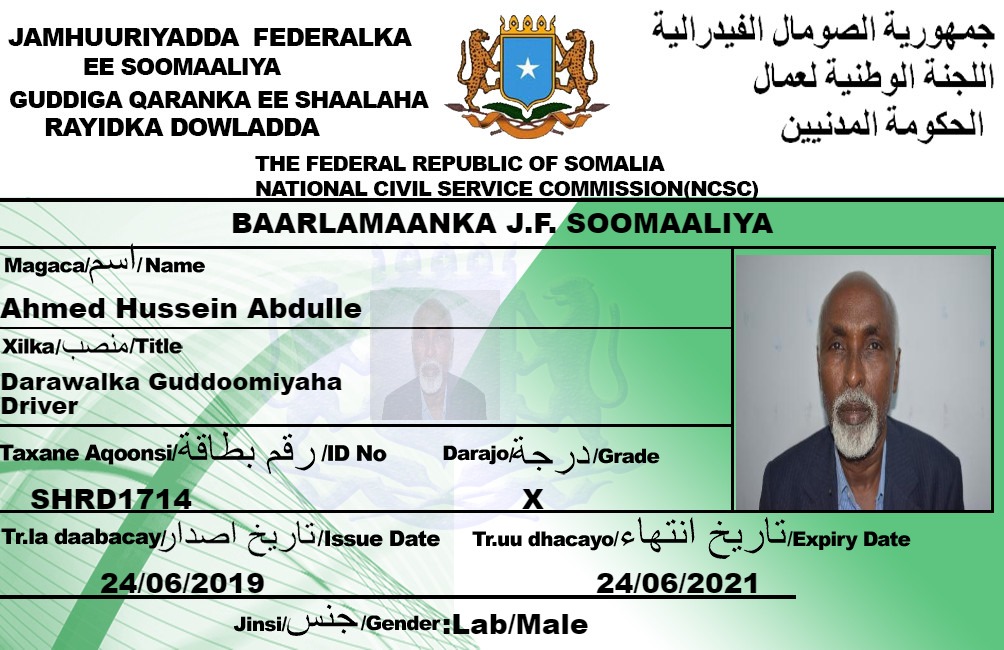 JAMHUURIYADDA FEDERALKA
EE SOOMAALIYA
GUDDIGA QARANKA EE SHAALAHA
RAYIDKA DOWLADDA
جمهورية الصومال الفيدرالية
اللجنة الوطنية لعمال
الحكومة المدنيين
THE FEDERAL REPUBLIC OF SOMALIA
NATIONAL CIVIL SERVICE COMMISSION(NCSC)
BAARLAMAANKA J.F. SOOMAALIYA
Magaca/اسم/Name
Ahmed Hussein Abdulle
Xilka/منصب/Title
Darawalka Guddoomiyaha
Driver
Taxane Aqoonsi/رقم بطاقة/ID No Darajo/درجة/Grade
SHRD1714 X
Tr.la daabacay/تاريخ اصدار/Issue Date Tr.uu dhacayo/تاريخ انتهاء/Expiry Date
24/06/2019 24/06/2021
Jinsi/جنس/Gender:Lab/Male